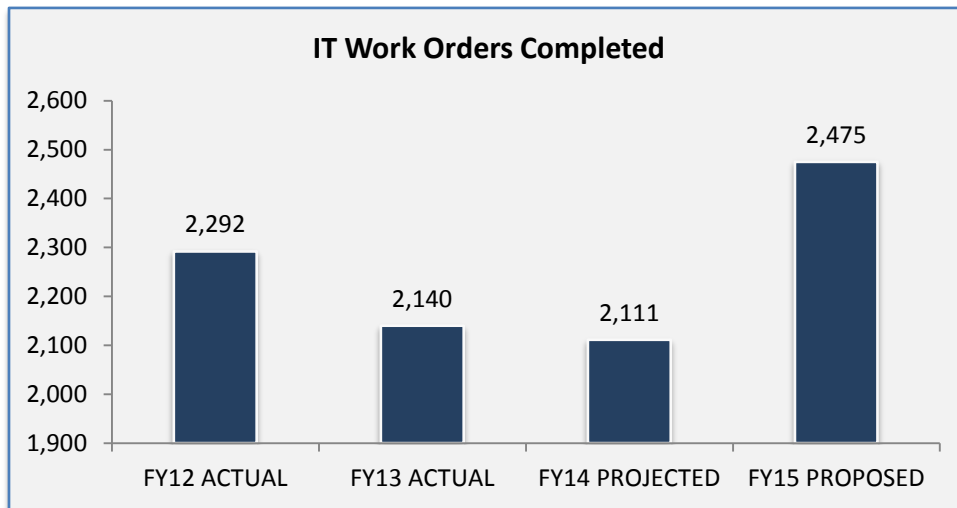 IT Work Orders Completed
2,600
2,500
2,400
2,300
2,200
2,100
2,000
1,900
2,292
2,140
2,111
2,475
FY12 ACTUAL
FY13 ACTUAL
FY14 PROJECTED
FY15 PROPOSED